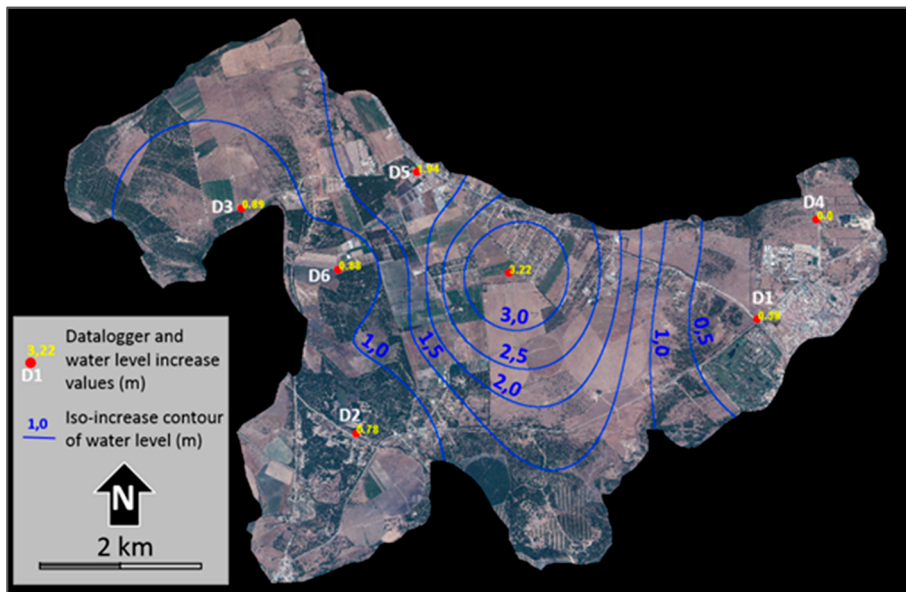 D5
1.94
D3
0.89
D4
0.0
D6
0.88
3.22
D1
3,0
1,0
0,5
1,0
1,5
2,5
2,0
D2
0.78
3,22
D1
Datalogger and
water level increase
values (m)
1,0
Iso-increase contour
of water level (m)
N
2 km